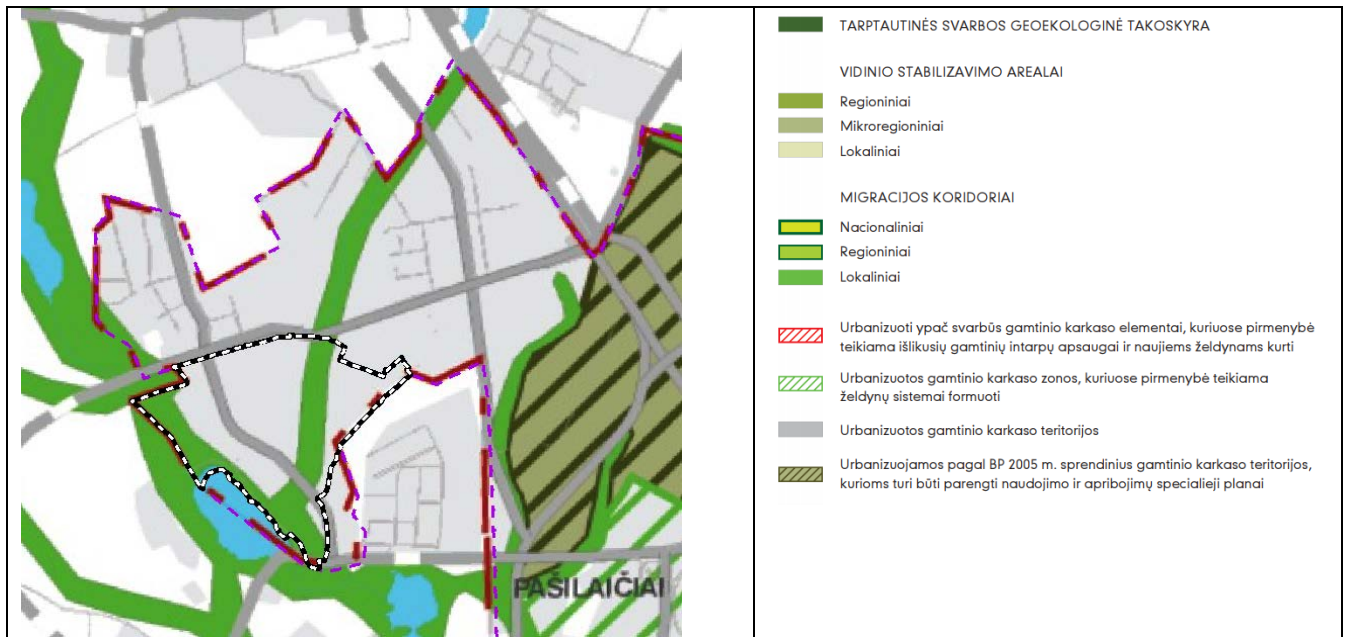 PAŠILAIČIAI
TARPTAUTINĖS SVARBOS GEOEKOLOGINĖ TAKOSKYRA
VIDINIO STABILIZAVIMO AREALAI
Regioniniai
Mikroregioniniai
Lokaliniai
MIGRACIJOS KORIDORIAI
Nacionaliniai
Regioniniai
Lokaliniai
Urbanizuoti ypač svarbūs gamtinio karkaso elementai, kuriuose pirmenybė
teikiama išlikusių gamtinių intarpų apsaugai ir naujiems želdynams kurti
Urbanizuotos gamtinio karkaso zonos, kuriuose pirmenybė teikiama
želdynų sistemai formuoti
Urbanizuotos gamtinio karkaso teritorijos
Urbanizuojamos pagal BP 2005 m. sprendinius gamtinio karkaso teritorijos,
kurioms turi būti parengti naudojimo ir apribojimų specialieji planai